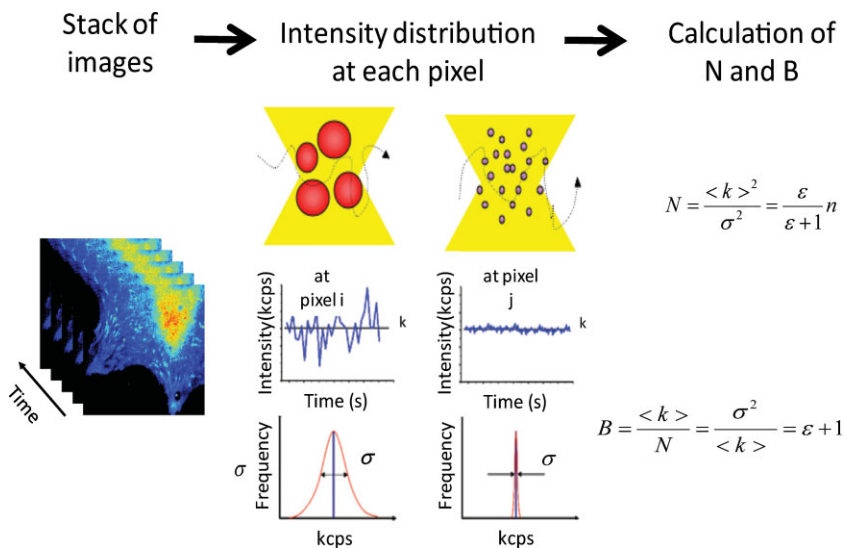 Stack of
images
Intensity distribution
at each pixel
Calculation of
N and B
Time
Intensity(kcps)
at
pixel i
k
Time (s)
Intensity(kcps)
at pixel
j
k
Time (s)
σ
Frequency
σ
kcps
Frequency
σ
kcps
N = <k>² / σ² = ε / (ε+1) n
B = <k> / N = σ² / <k> = ε + 1